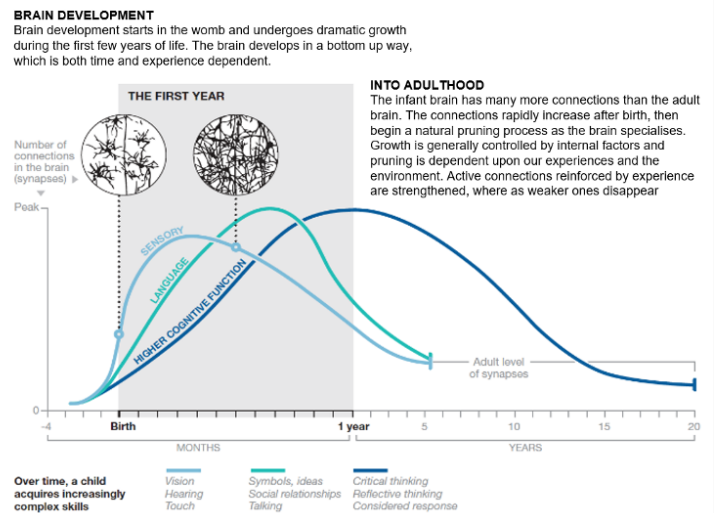 BRAIN DEVELOPMENT
Brain development starts in the womb and undergoes dramatic growth
during the first few years of life. The brain develops in a bottom up way,
which is both time and experience dependent.
INTO ADULTHOOD
The infant brain has many more connections than the adult
brain. The connections rapidly increase after birth, then
begin a natural pruning process as the brain specialises.
Growth is generally controlled by internal factors and
pruning is dependent upon our experiences and the
environment. Active connections reinforced by experience
are strengthened, where as weaker ones disappear
THE FIRST YEAR
Number of
connections
in the brain
(synapses)
Peak
SENSORY
LANGUAGE
HIGHER COGNITIVE FUNCTION
Adult level
of synapses
0
-4
Birth
1 year
5
10
15
20
MONTHS
YEARS
Over time, a child
acquires increasingly
complex skills
Vision
Hearing
Touch
Symbols, ideas
Social relationships
Talking
Critical thinking
Reflective thinking
Considered response